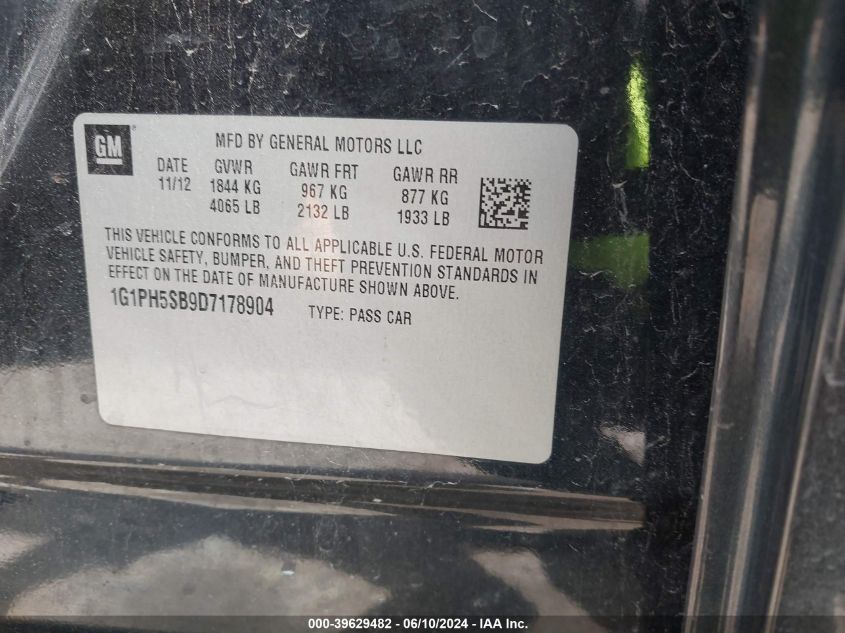 GM
MFD BY GENERAL MOTORS LLC
DATE GVWR GAWR FRT GAWR RR
11/12 1844 KG 967 KG 877 KG
4065 LB 2132 LB 1933 LB
THIS VEHICLE CONFORMS TO ALL APPLICABLE U.S. FEDERAL MOTOR
VEHICLE SAFETY, BUMPER, AND THEFT PREVENTION STANDARDS IN
EFFECT ON THE DATE OF MANUFACTURE SHOWN ABOVE.
1G1PH5SB9D7178904 TYPE: PASS CAR
000-39629482 - 06/10/2024 - IAA Inc.